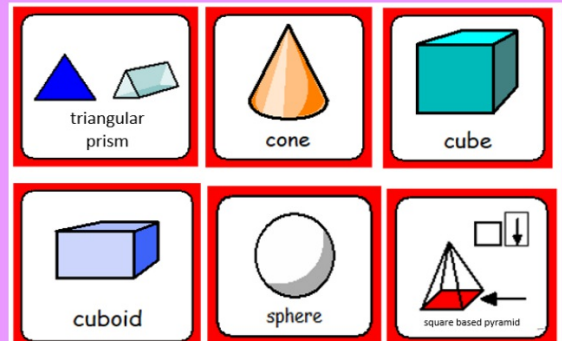 triangular
prism
cone
cube
cuboid
sphere
square based pyramid